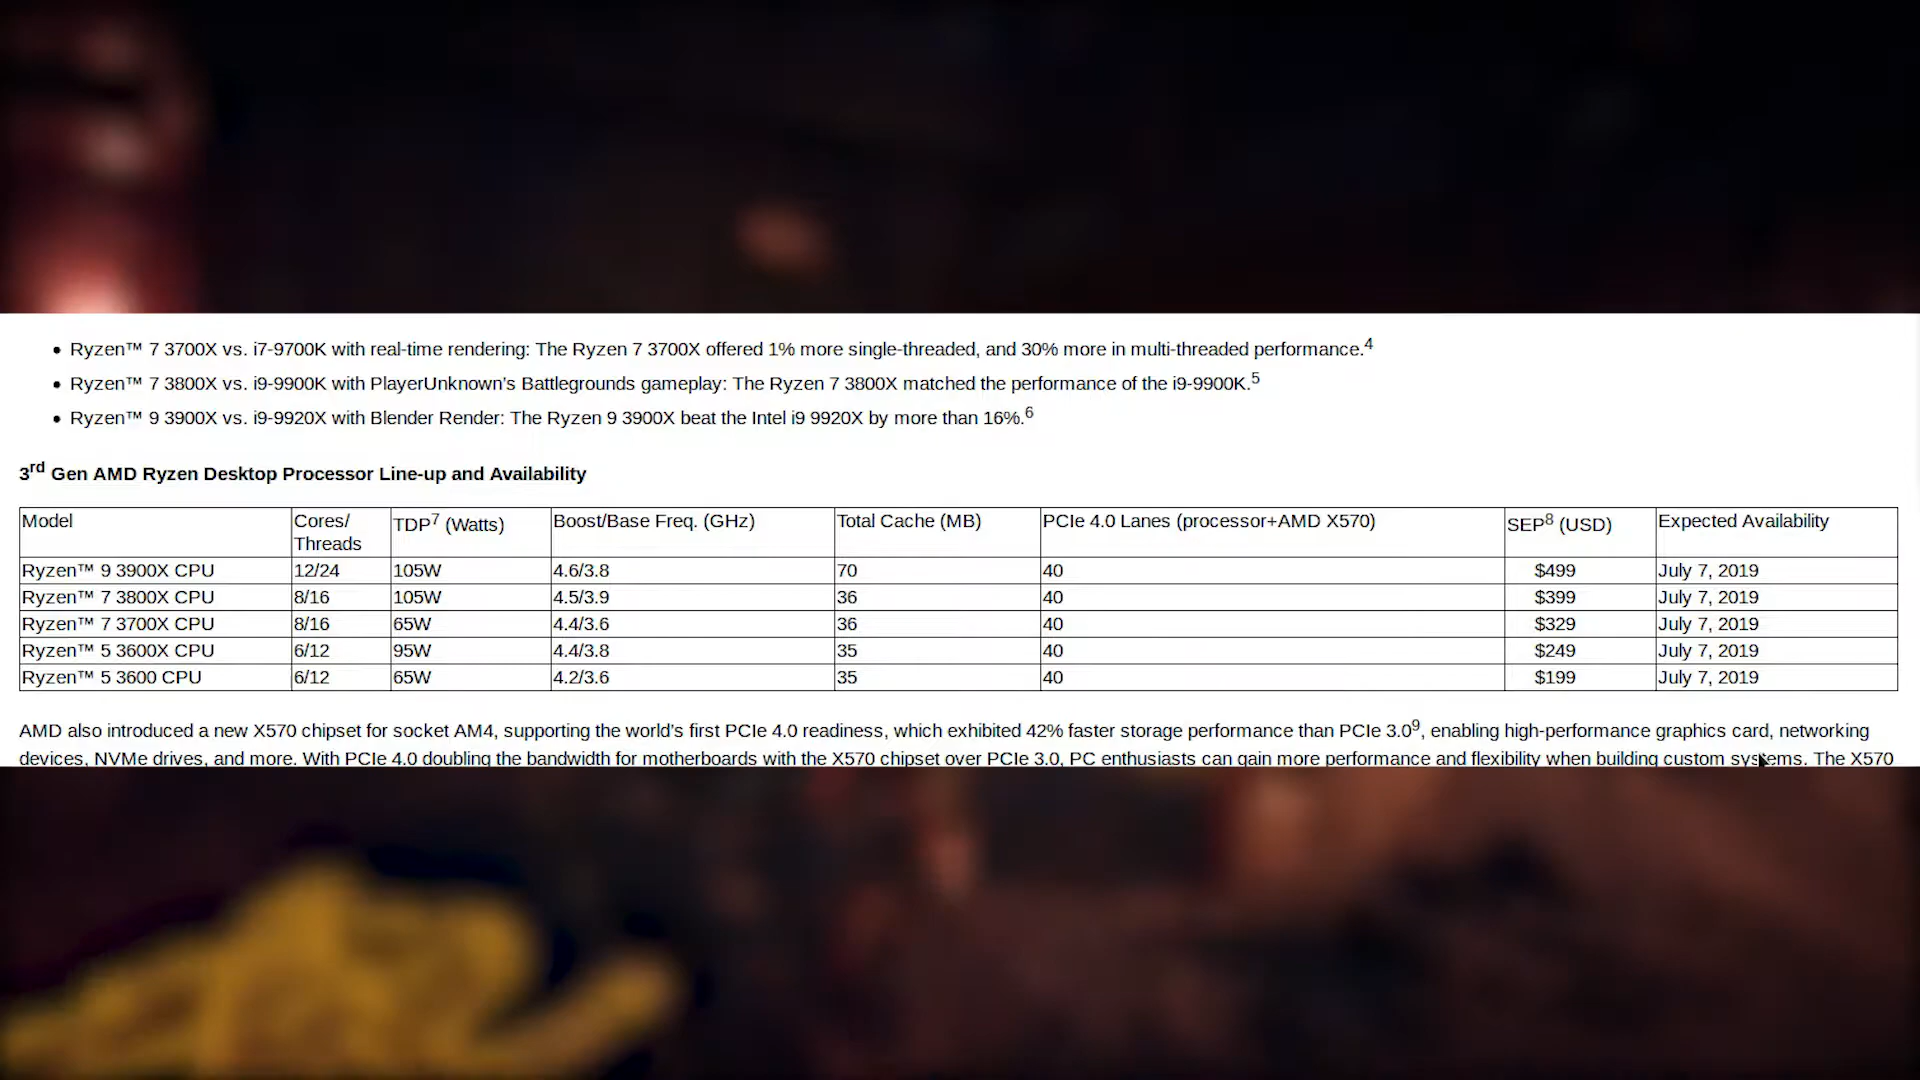 • Ryzen™ 7 3700X vs. i7-9700K with real-time rendering: The Ryzen 7 3700X offered 1% more single-threaded, and 30% more in multi-threaded performance.4
• Ryzen™ 7 3800X vs. i9-9900K with PlayerUnknown's Battlegrounds gameplay: The Ryzen 7 3800X matched the performance of the i9-9900K.5
• Ryzen™ 9 3900X vs. i9-9920X with Blender Render: The Ryzen 9 3900X beat the Intel i9 9920X by more than 16%.6
3rd Gen AMD Ryzen Desktop Processor Line-up and Availability
Model Cores/ Threads TDP7 (Watts) Boost/Base Freq. (GHz) Total Cache (MB) PCIe 4.0 Lanes (processor+AMD X570) SEP8 (USD) Expected Availability
Ryzen™ 9 3900X CPU 12/24 105W 4.6/3.8 70 40 $499 July 7, 2019
Ryzen™ 7 3800X CPU 8/16 105W 4.5/3.9 36 40 $399 July 7, 2019
Ryzen™ 7 3700X CPU 8/16 65W 4.4/3.6 36 40 $329 July 7, 2019
Ryzen™ 5 3600X CPU 6/12 95W 4.4/3.8 35 40 $249 July 7, 2019
Ryzen™ 5 3600 CPU 6/12 65W 4.2/3.6 35 40 $199 July 7, 2019
AMD also introduced a new X570 chipset for socket AM4, supporting the world's first PCIe 4.0 readiness, which exhibited 42% faster storage performance than PCIe 3.09, enabling high-performance graphics card, networking
devices, NVMe drives, and more. With PCIe 4.0 doubling the bandwidth for motherboards with the X570 chipset over PCIe 3.0, PC enthusiasts can gain more performance and flexibility when building custom systems. The X570